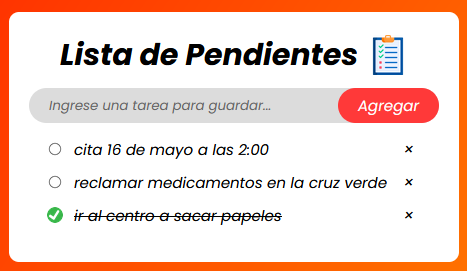 Lista de Pendientes
Ingrese una tarea para guardar... Agregar
cita 16 de mayo a las 2:00 ×
reclamar medicamentos en la cruz verde ×
ir al centro a sacar papeles ×